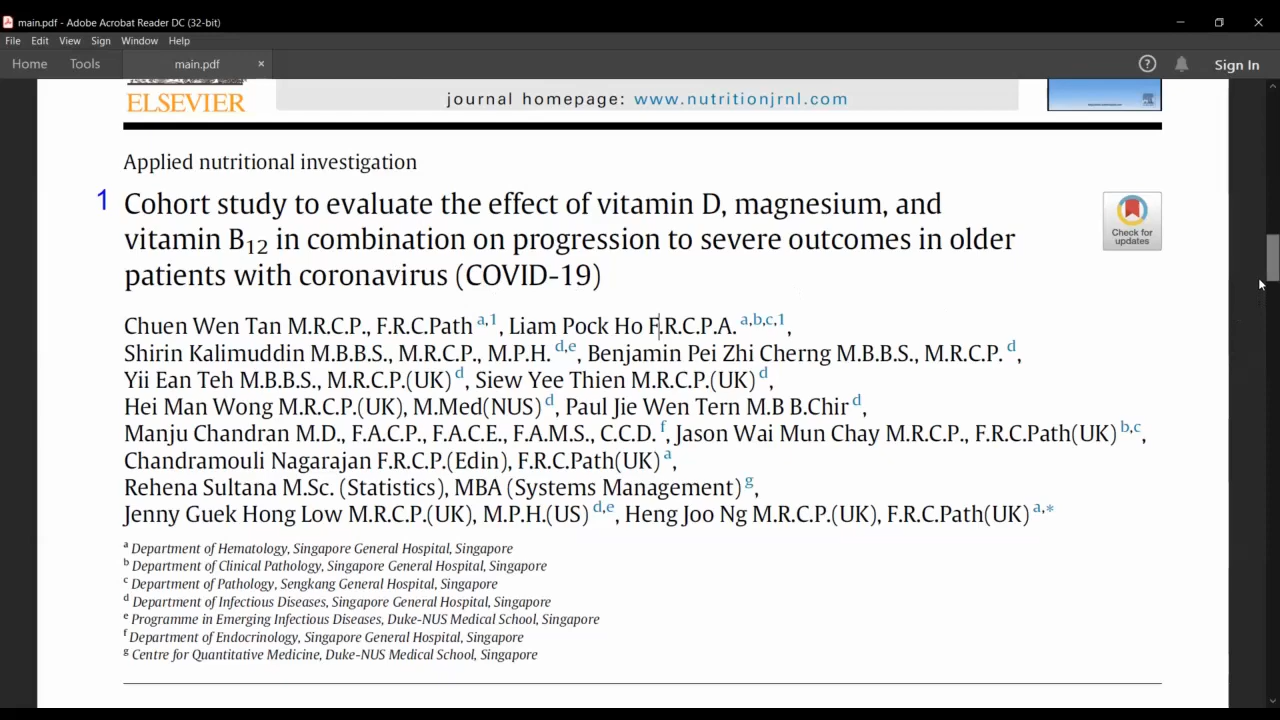 main.pdf - Adobe Acrobat Reader DC (32-bit)
File Edit View Sign Window Help
Home Tools main.pdf × ? Sign In
ELSEVIER
journal homepage: www.nutritionjrnl.com
Applied nutritional investigation
1
Cohort study to evaluate the effect of vitamin D, magnesium, and
vitamin B12 in combination on progression to severe outcomes in older
patients with coronavirus (COVID-19)
Check for
updates
Chuen Wen Tan M.R.C.P., F.R.C.Path a,1, Liam Pock Ho F.R.C.P.A. a,b,c,1,
Shirin Kalimuddin M.B.B.S., M.R.C.P., M.P.H. d,e, Benjamin Pei Zhi Cherng M.B.B.S., M.R.C.P. d,
Yii Ean Teh M.B.B.S., M.R.C.P.(UK) d, Siew Yee Thien M.R.C.P.(UK) d,
Hei Man Wong M.R.C.P.(UK), M.Med(NUS) d, Paul Jie Wen Tern M.B B.Chir d,
Manju Chandran M.D., F.A.C.P., F.A.C.E., F.A.M.S., C.C.D. f, Jason Wai Mun Chay M.R.C.P., F.R.C.Path(UK) b,c,
Chandramouli Nagarajan F.R.C.P.(Edin), F.R.C.Path(UK) a,
Rehena Sultana M.Sc. (Statistics), MBA (Systems Management) g,
Jenny Guek Hong Low M.R.C.P.(UK), M.P.H.(US) d,e, Heng Joo Ng M.R.C.P.(UK), F.R.C.Path(UK) a,*
a Department of Hematology, Singapore General Hospital, Singapore
b Department of Clinical Pathology, Singapore General Hospital, Singapore
c Department of Pathology, Sengkang General Hospital, Singapore
d Department of Infectious Diseases, Singapore General Hospital, Singapore
e Programme in Emerging Infectious Diseases, Duke-NUS Medical School, Singapore
f Department of Endocrinology, Singapore General Hospital, Singapore
g Centre for Quantitative Medicine, Duke-NUS Medical School, Singapore